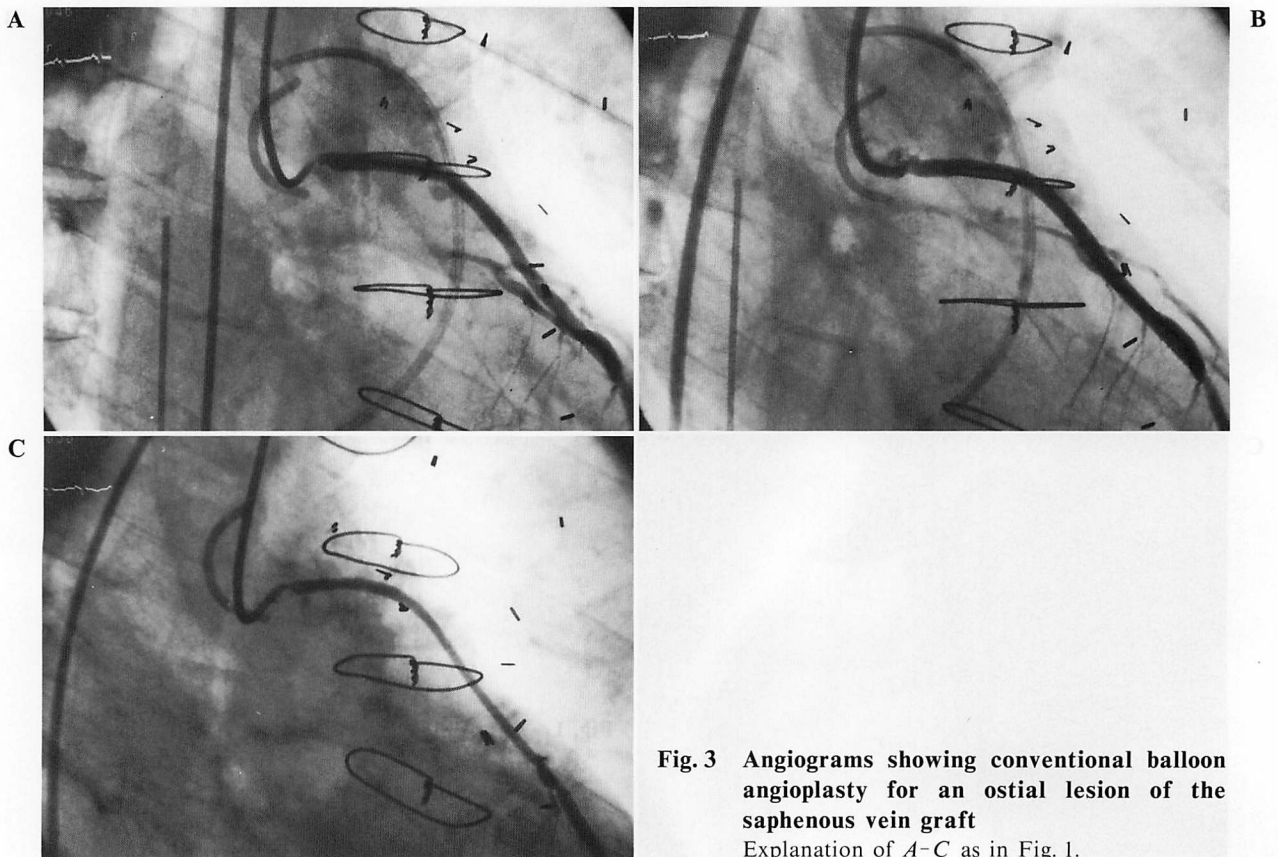 A
B
C
Fig. 3 Angiograms showing conventional balloon
angioplasty for an ostial lesion of the
saphenous vein graft
Explanation of A-C as in Fig. 1.